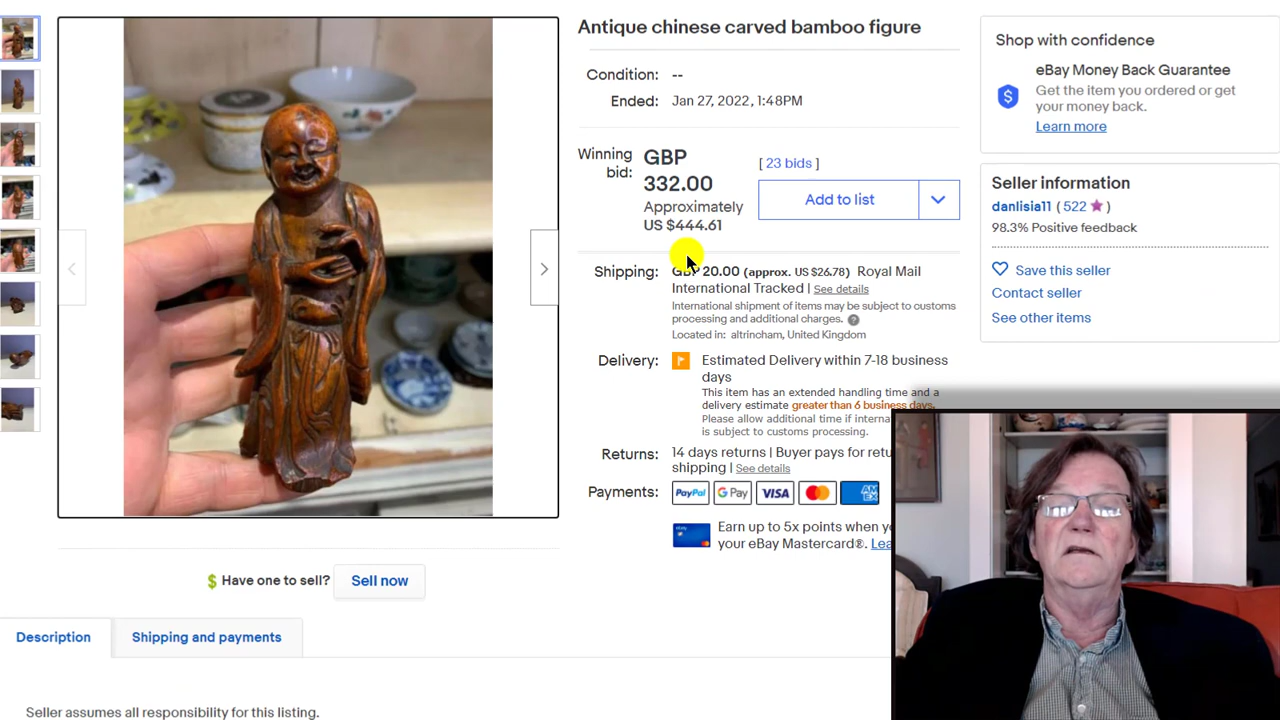 Antique chinese carved bamboo figure
Condition: --
Ended: Jan 27, 2022, 1:48PM
Winning bid:
GBP 332.00
Approximately
US $444.61
[ 23 bids ]
Add to list
Shipping: 20.00 (approx. US $26.78) Royal Mail
International Tracked | See details
International shipment of items may be subject to customs
processing and additional charges.
Located in: altrincham, United Kingdom
Delivery: Estimated Delivery within 7-18 business
days
This item has an extended handling time and a
delivery estimate greater than 6 business days.
Please allow additional time if
is subject to customs processing.
Returns: 14 days returns | Buyer pays for
shipping | See details
Payments: PayPal G Pay VISA MasterCard AMEX
Earn up to 5x points when
your eBay Mastercard®.
$ Have one to sell? Sell now
Description
Shipping and payments
Seller assumes all responsibility for this listing.
Shop with confidence
eBay Money Back Guarantee
Get the item you ordered or get
your money back.
Learn more
Seller information
danlisia11 ( 522 )
98.3% Positive feedback
Save this seller
Contact seller
See other items